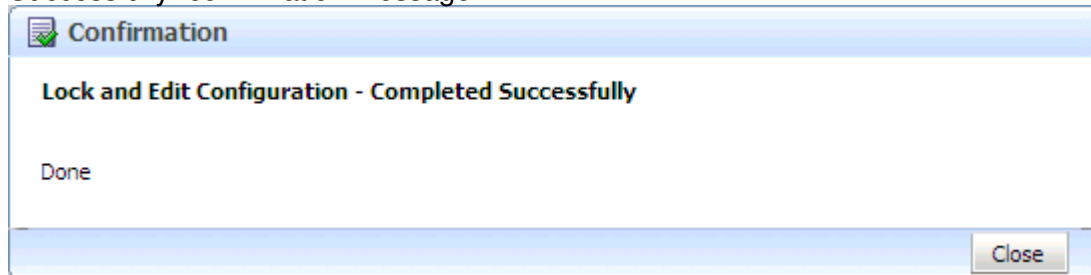 Confirmation
Lock and Edit Configuration - Completed Successfully
Done
Close